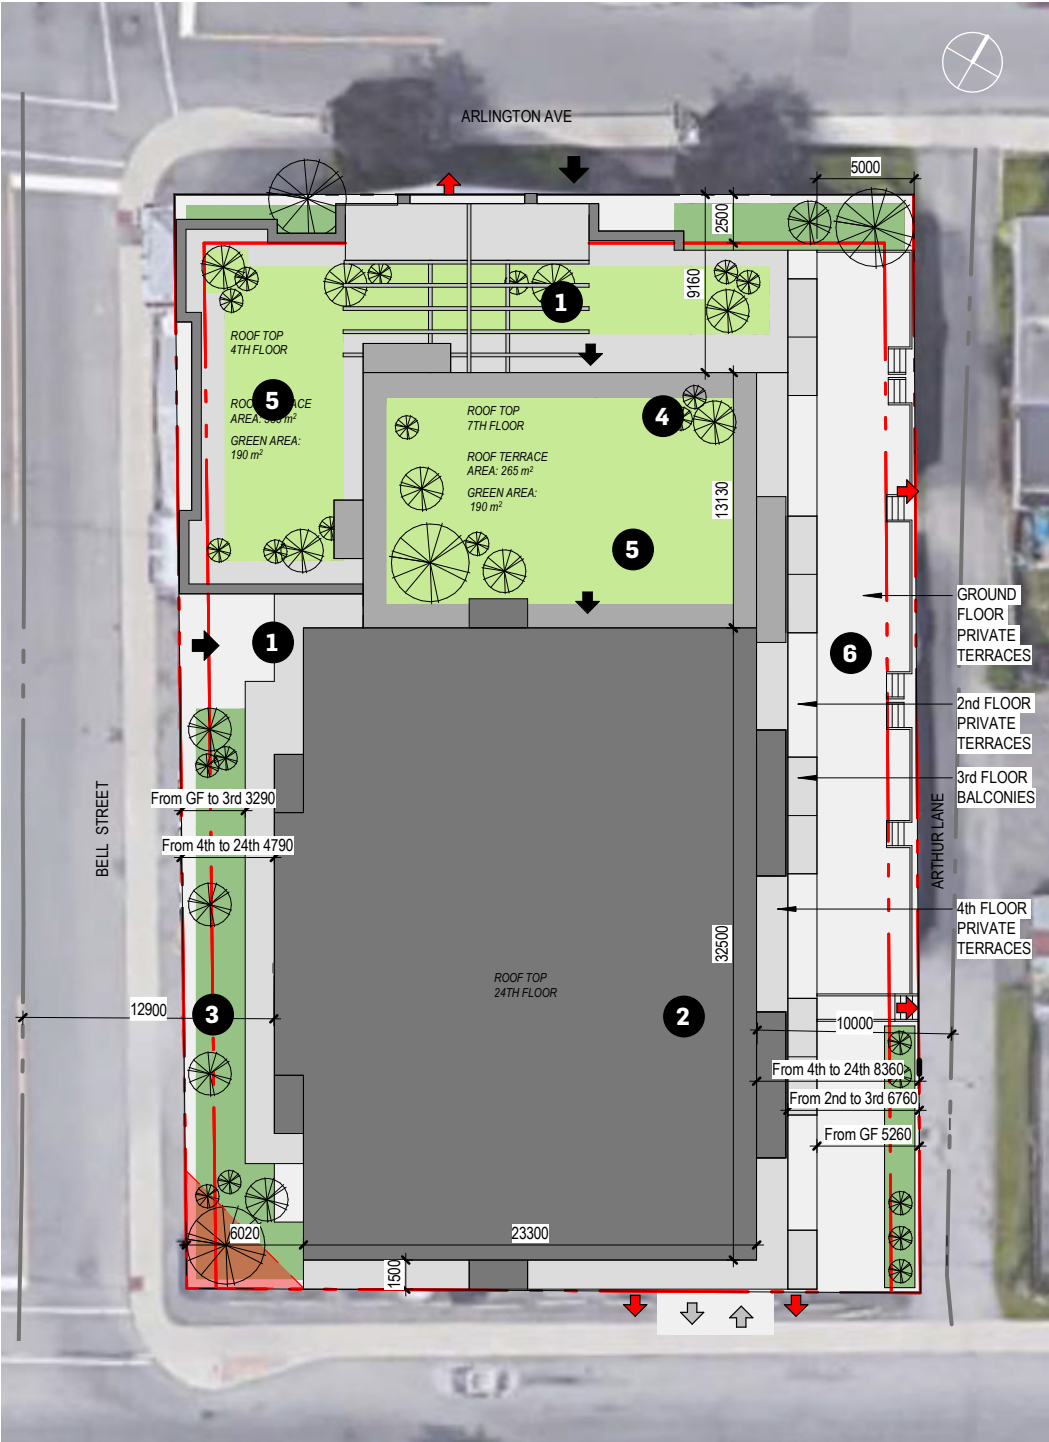 ARLINGTON AVE
5000
2500
9160
1
ROOF TOP
4TH FLOOR
5
AREA:
GREEN AREA:
190 m²
ROOF TOP
7TH FLOOR
4
ROOF TERRACE
AREA: 265 m²
GREEN AREA:
190 m²
13130
5
GROUND
FLOOR
PRIVATE
TERRACES
1
6
2nd FLOOR
PRIVATE
TERRACES
3rd FLOOR
BALCONIES
From GF to 3rd 3290
From 4th to 24th 4790
BELL STREET
ARTHUR LANE
4th FLOOR
PRIVATE
TERRACES
32500
ROOF TOP
24TH FLOOR
12900
3
2
10000
From 4th to 24th 8360
From 2nd to 3rd 6760
From GF 5260
6020
23300
1500